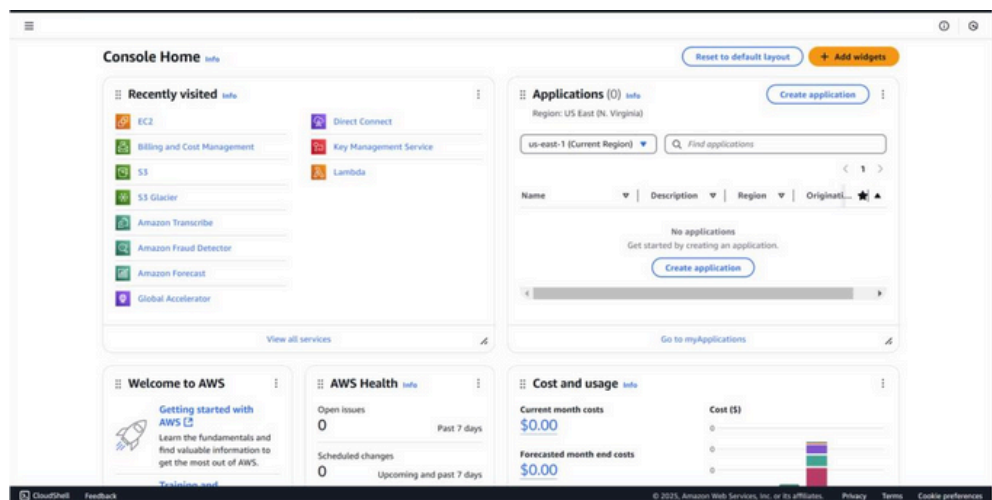 Console Home Info
Reset to default layout
+ Add widgets
Recently visited Info
EC2
Billing and Cost Management
S3
S3 Glacier
Amazon Transcribe
Amazon Fraud Detector
Amazon Forecast
Global Accelerator
Direct Connect
Key Management Service
Lambda
View all services
Applications (0) Info
Create application
Region: US East (N. Virginia)
us-east-1 (Current Region)
Find applications
1
Name
Description
Region
Originati...
No applications
Get started by creating an application.
Create application
Go to myApplications
Welcome to AWS
Getting started with
AWS
Learn the fundamentals and
find valuable information to
get the most out of AWS.
Training and
AWS Health Info
Open issues
0
Past 7 days
Scheduled changes
0
Upcoming and past 7 days
Cost and usage Info
Current month costs
$0.00
Forecasted month end costs
$0.00
Cost ($)
0
0
0
CloudShell
Feedback
© 2025, Amazon Web Services, Inc. or its affiliates.
Privacy
Terms
Cookie preferences